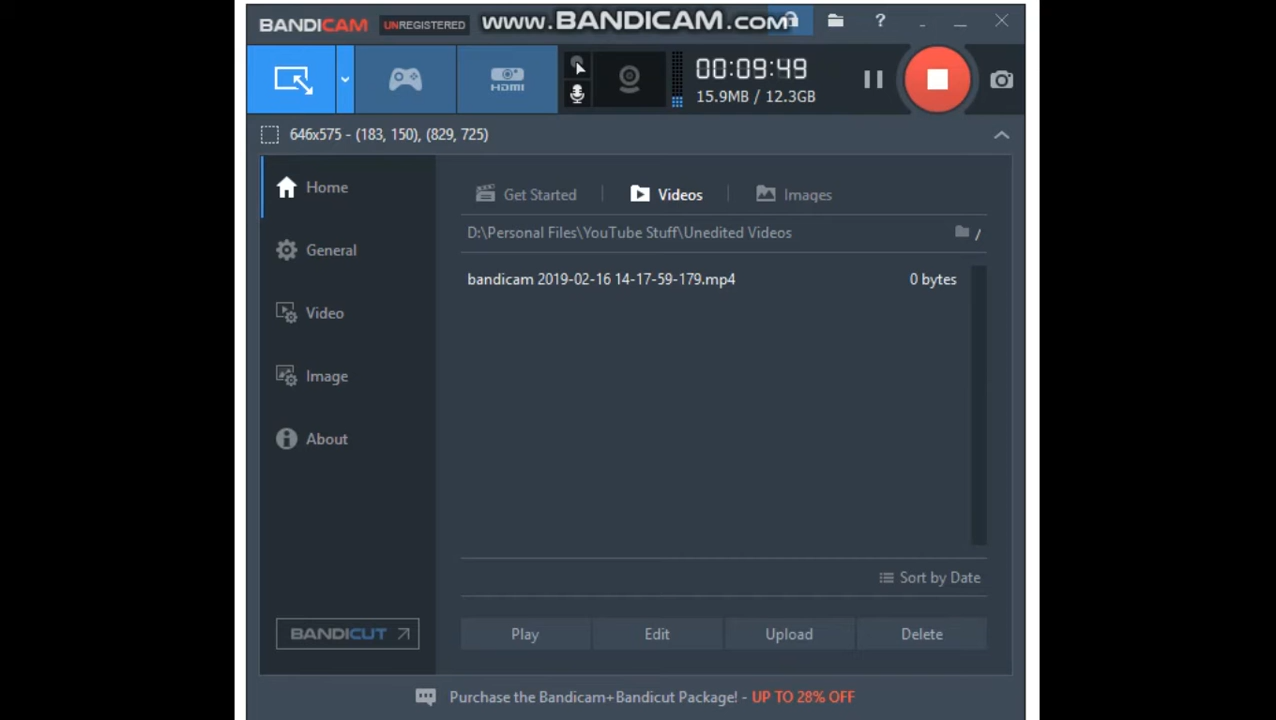 BANDICAM UNREGISTERED www.BANDICAM.com ?
HDMI
00:09:49
15.9MB / 12.3GB
646x575 - (183, 150), (829, 725)
Home
General
Video
Image
About
BANDICUT
Get Started
Videos
Images
D:\Personal Files\YouTube Stuff\Unedited Videos /
bandicam 2019-02-16 14-17-59-179.mp4 0 bytes
Sort by Date
Play Edit Upload Delete
Purchase the Bandicam+Bandicut Package! - UP TO 28% OFF